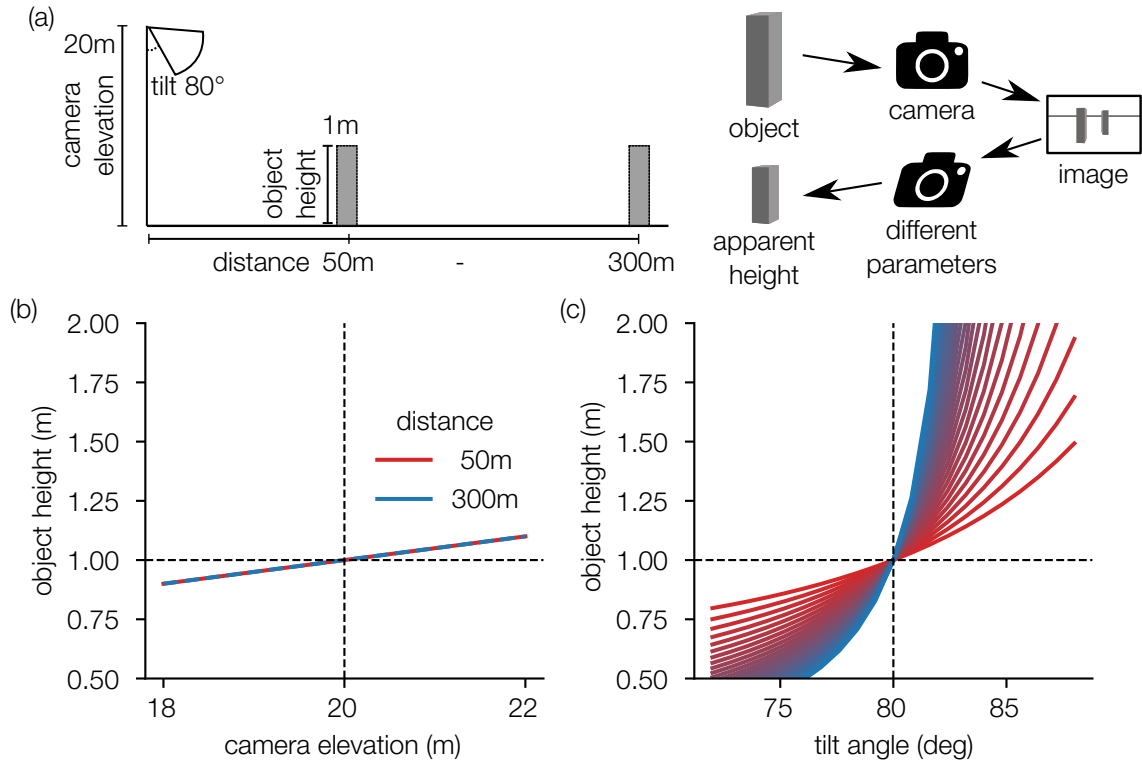 (a)
20m
tilt 80°
camera
elevation
1m
object
height
distance 50m - 300m
object
camera
image
apparent
height
different
parameters
(b)
2.00
1.75
1.50
1.25
1.00
0.75
0.50
object height (m)
distance
50m
300m
18 20 22
camera elevation (m)
(c)
2.00
1.75
1.50
1.25
1.00
0.75
0.50
object height (m)
75 80 85
tilt angle (deg)